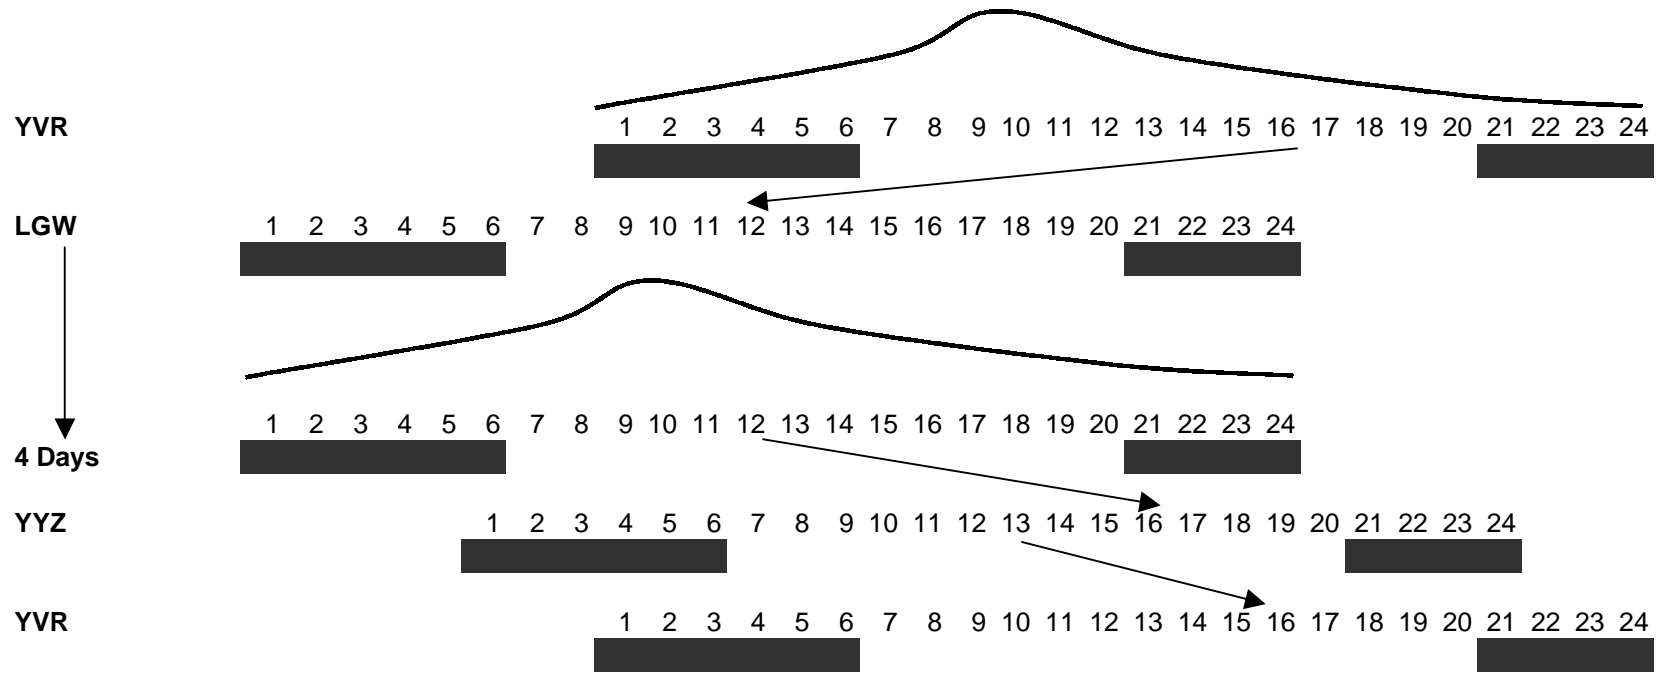 YVR 1 2 3 4 5 6 7 8 9 10 11 12 13 14 15 16 17 18 19 20 21 22 23 24
LGW 1 2 3 4 5 6 7 8 9 10 11 12 13 14 15 16 17 18 19 20 21 22 23 24
1 2 3 4 5 6 7 8 9 10 11 12 13 14 15 16 17 18 19 20 21 22 23 24
4 Days
YYZ 1 2 3 4 5 6 7 8 9 10 11 12 13 14 15 16 17 18 19 20 21 22 23 24
YVR 1 2 3 4 5 6 7 8 9 10 11 12 13 14 15 16 17 18 19 20 21 22 23 24